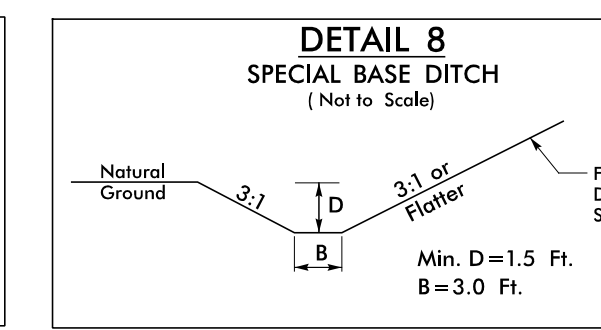 DETAIL 8
SPECIAL BASE DITCH
( Not to Scale)
Natural
Ground
3:1
D
3:1 or
Flatter
B
F
D
S
Min. D=1.5 Ft.
B=3.0 Ft.